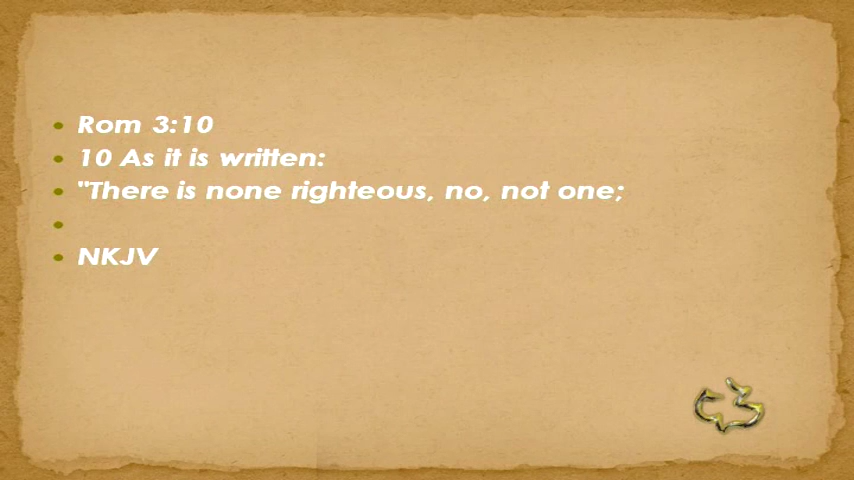 Rom 3:10
10 As it is written:
"There is none righteous, no, not one;
NKJV